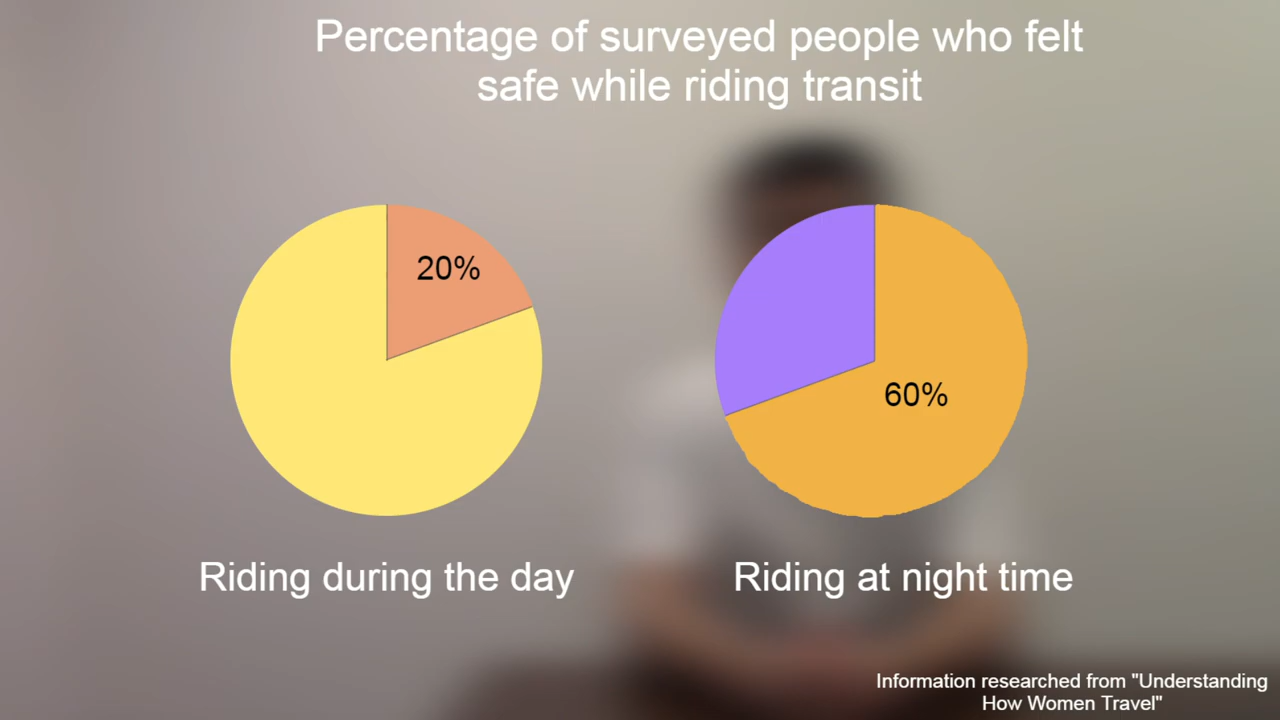 Percentage of surveyed people who felt
safe while riding transit
20%
60%
Riding during the day
Riding at night time
Information researched from "Understanding
How Women Travel"